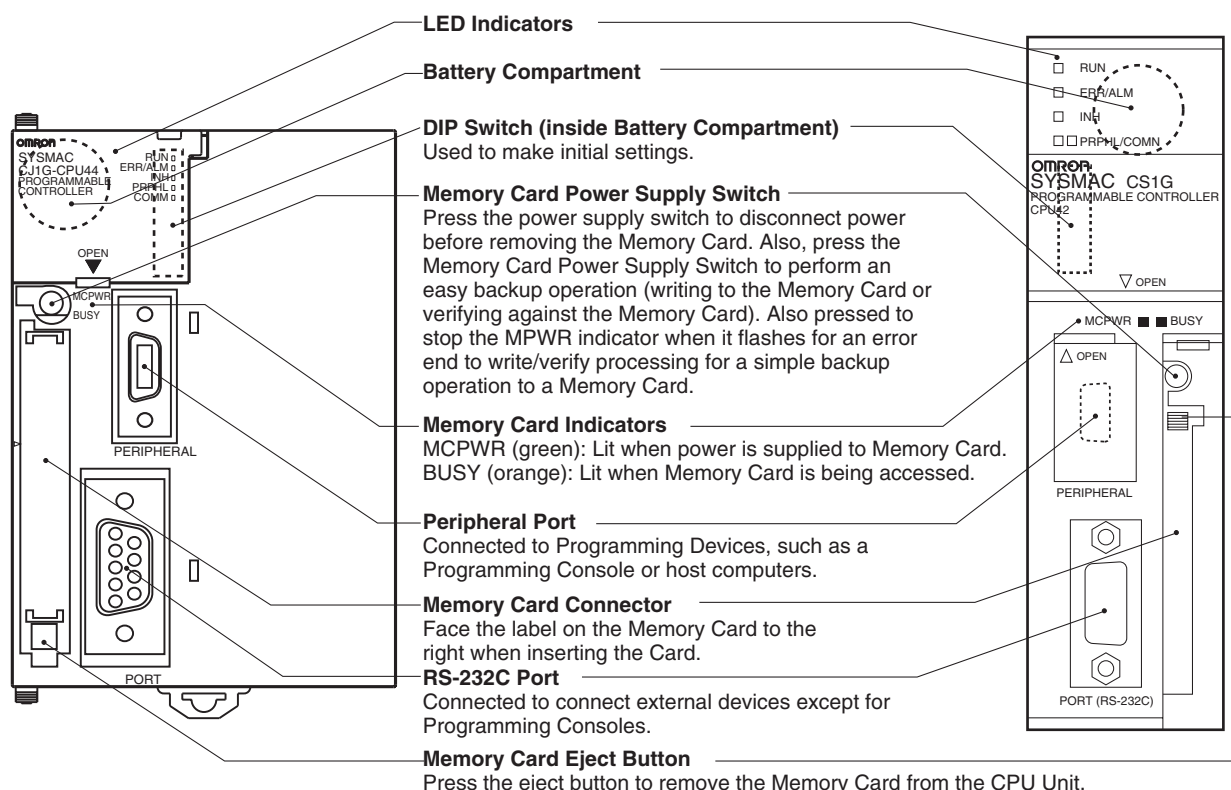 LED Indicators
Battery Compartment
DIP Switch (inside Battery Compartment)
Used to make initial settings.
Memory Card Power Supply Switch
Press the power supply switch to disconnect power
before removing the Memory Card. Also, press the
Memory Card Power Supply Switch to perform an
easy backup operation (writing to the Memory Card or
verifying against the Memory Card). Also pressed to
stop the MPWR indicator when it flashes for an error
end to write/verify processing for a simple backup
operation to a Memory Card.
Memory Card Indicators
MCPWR (green): Lit when power is supplied to Memory Card.
BUSY (orange): Lit when Memory Card is being accessed.
Peripheral Port
Connected to Programming Devices, such as a
Programming Console or host computers.
Memory Card Connector
Face the label on the Memory Card to the
right when inserting the Card.
RS-232C Port
Connected to connect external devices except for
Programming Consoles.
Memory Card Eject Button
Press the eject button to remove the Memory Card from the CPU Unit.
OMRON
SYSMAC
CJ1G-CPU44
PROGRAMMABLE
CONTROLLER
RUN
ERR/ALM
INH
PRPHL
COMM
OPEN
MCPWR
BUSY
PERIPHERAL
PORT
RUN
ERR/ALM
INH
PRPHL/COMN
OMRON
SYSMAC CS1G
PROGRAMMABLE CONTROLLER
CPU42
OPEN
MCPWR BUSY
OPEN
PERIPHERAL
PORT (RS-232C)